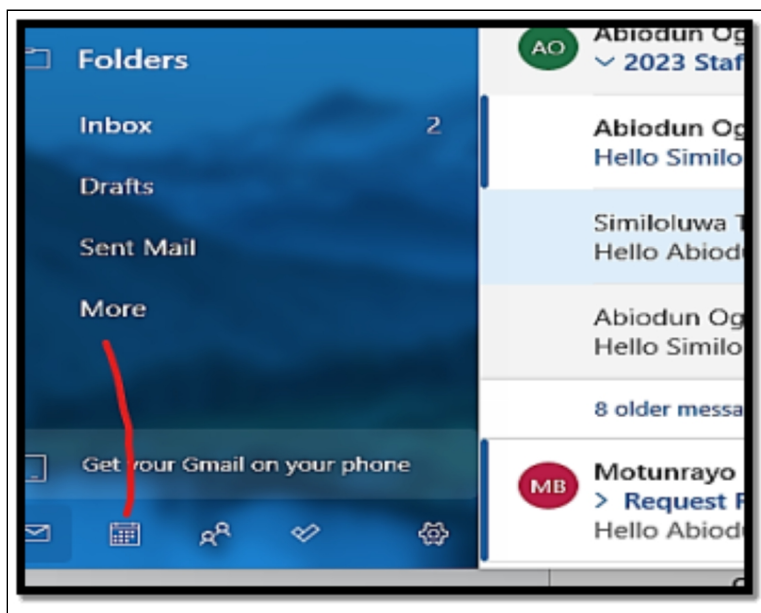 Folders
Inbox 2
Drafts
Sent Mail
More
Get your Gmail on your phone
AO
Abiodun Og
2023 Staf
Abiodun Og
Hello Similo
Similoluwa T
Hello Abiod
Abiodun Og
Hello Similo
8 older messa
MB
Motunrayo
> Request F
Hello Abiod